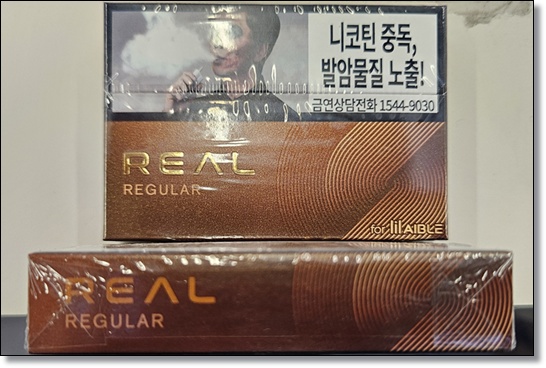 니코틴 중독,
발암물질 노출!
금연상담전화 1544-9030
REAL
REGULAR
for lil AIBLE
REAL
REGULAR